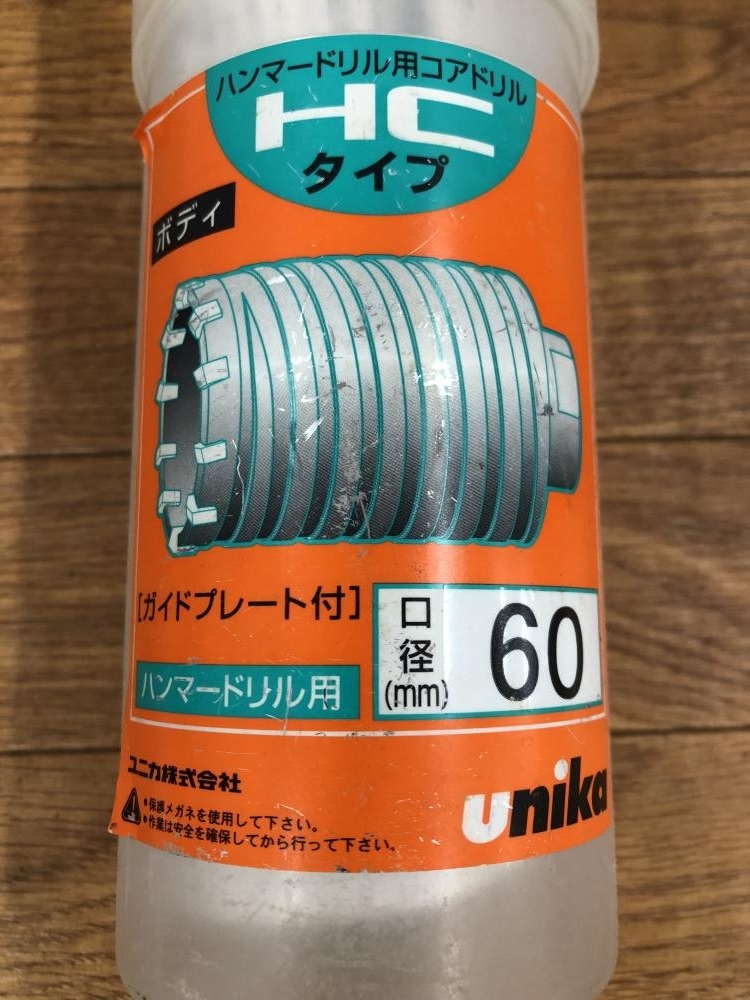 ハンマードリル用コアドリル
HC
タイプ
ボディ
[ガイドプレート付]
口径(mm)
60
ハンマードリル用
ユニカ株式会社
•保護メガネを使用して下さい。
•作業は安全を確保してから行って下さい。
unika